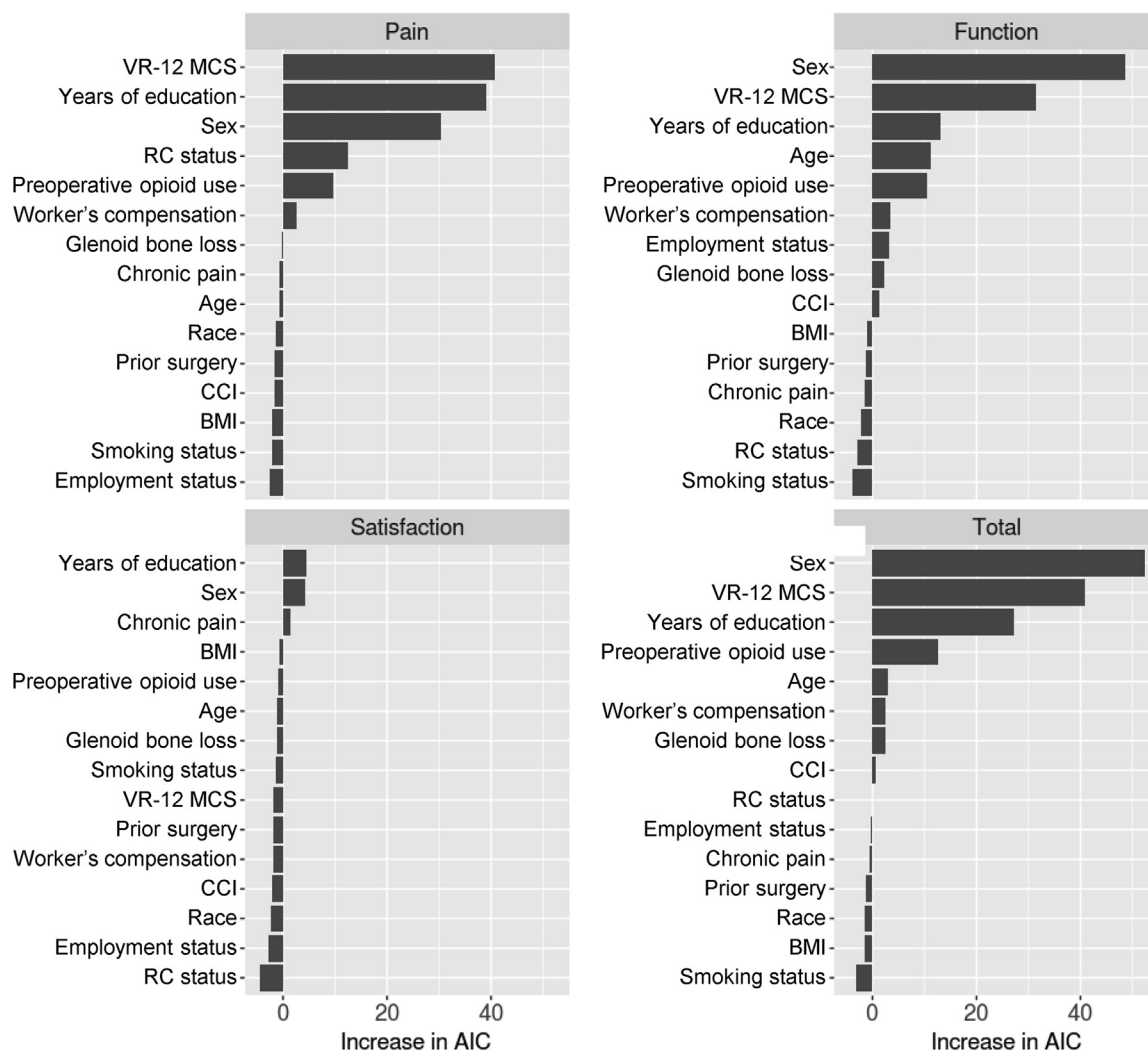 Pain
VR-12 MCS
Years of education
Sex
RC status
Preoperative opioid use
Worker’s compensation
Glenoid bone loss
Chronic pain
Age
Race
Prior surgery
CCI
BMI
Smoking status
Employment status
Function
Sex
VR-12 MCS
Years of education
Age
Preoperative opioid use
Worker’s compensation
Employment status
Glenoid bone loss
CCI
BMI
Prior surgery
Chronic pain
Race
RC status
Smoking status
Satisfaction
Years of education
Sex
Chronic pain
BMI
Preoperative opioid use
Age
Glenoid bone loss
Smoking status
VR-12 MCS
Prior surgery
Worker’s compensation
CCI
Race
Employment status
RC status
0 20 40
Increase in AIC
Total
Sex
VR-12 MCS
Years of education
Preoperative opioid use
Age
Worker’s compensation
Glenoid bone loss
CCI
RC status
Employment status
Chronic pain
Prior surgery
Race
BMI
Smoking status
0 20 40
Increase in AIC